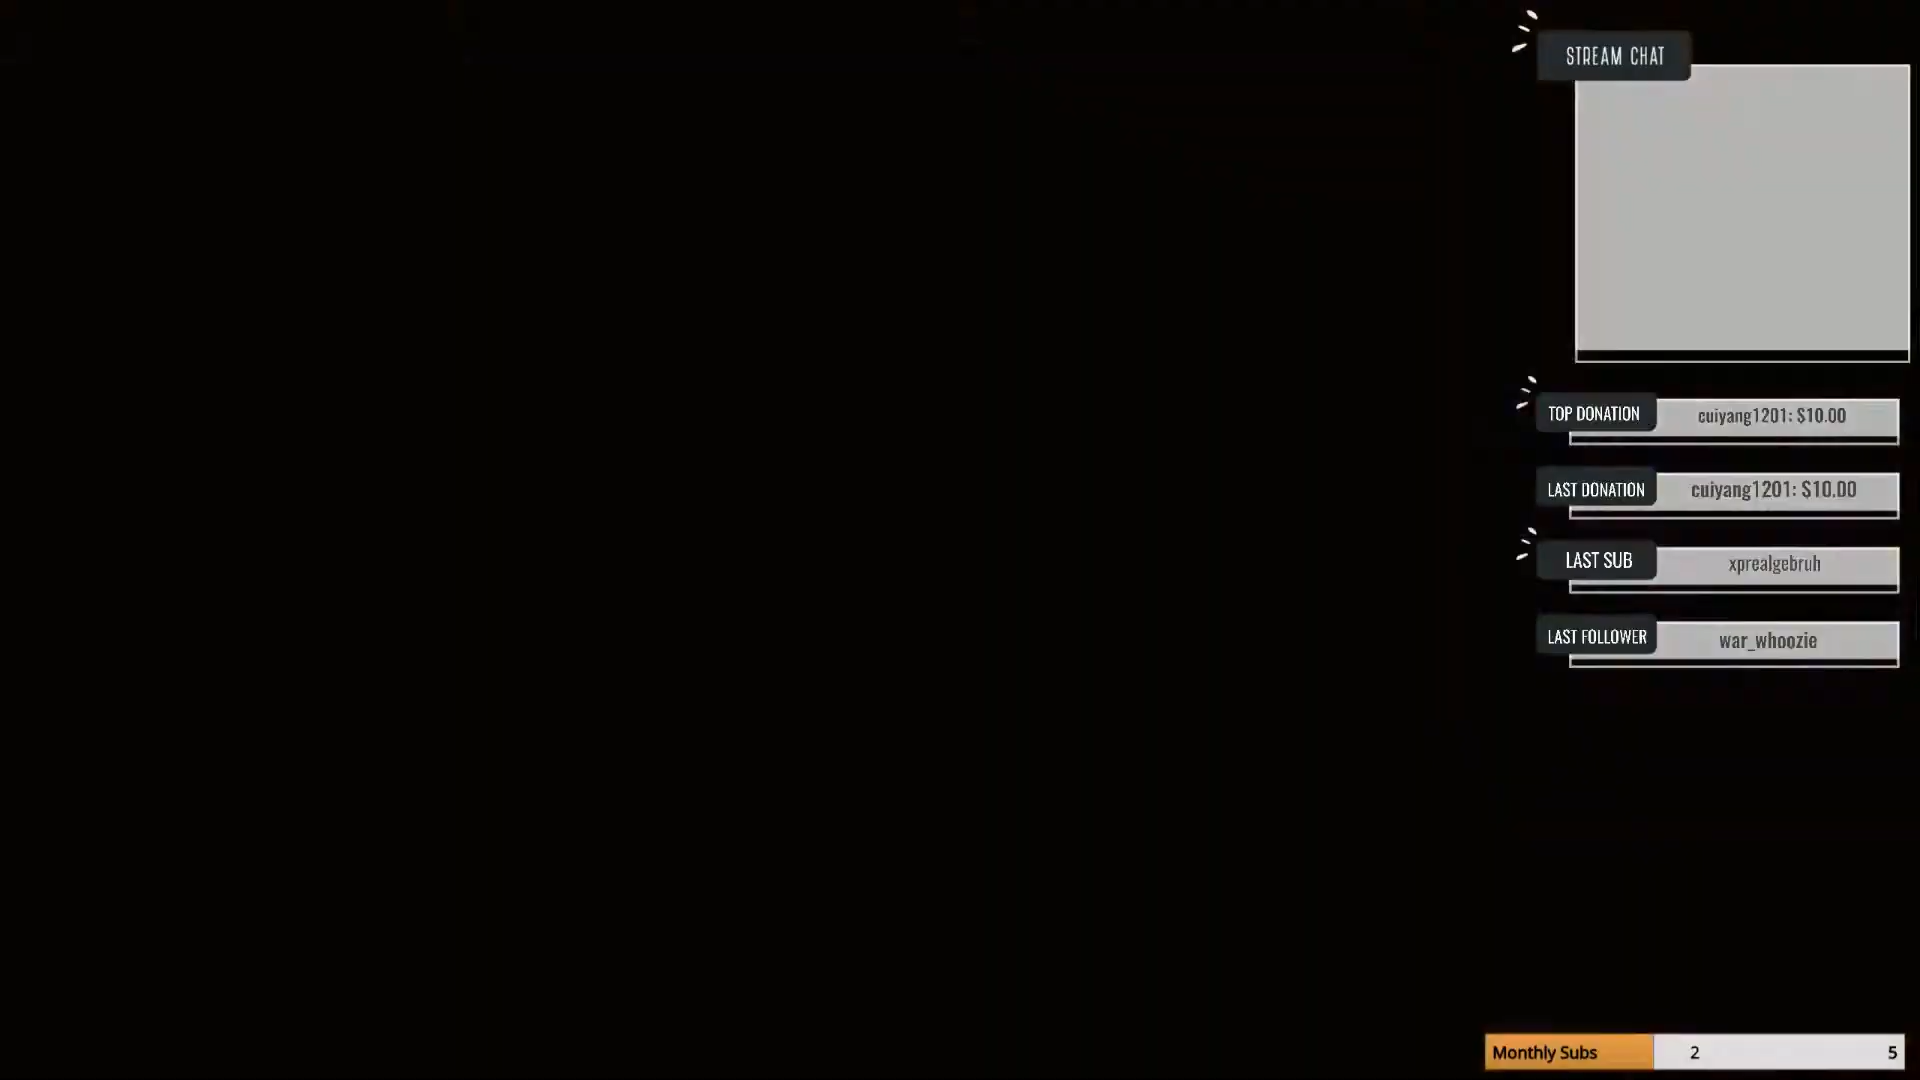 STREAM CHAT
TOP DONATION cuiyang1201: $10.00
LAST DONATION cuiyang1201: $10.00
LAST SUB xprealgebruh
LAST FOLLOWER war_whoozie
Monthly Subs 2 5